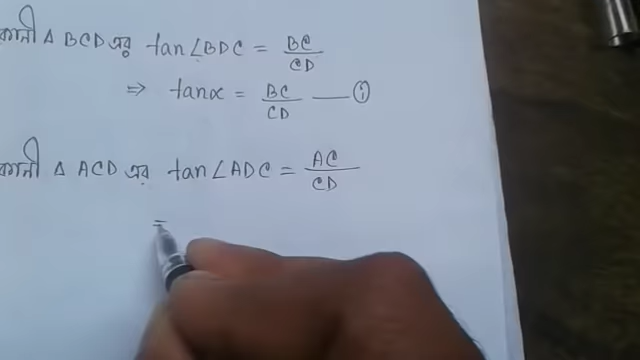 Δ BCD এর tan∠BDC = BC/CD
⇒ tanα = BC/CD —— ⓘ
Δ ACD এর tan∠ADC = AC/CD
=